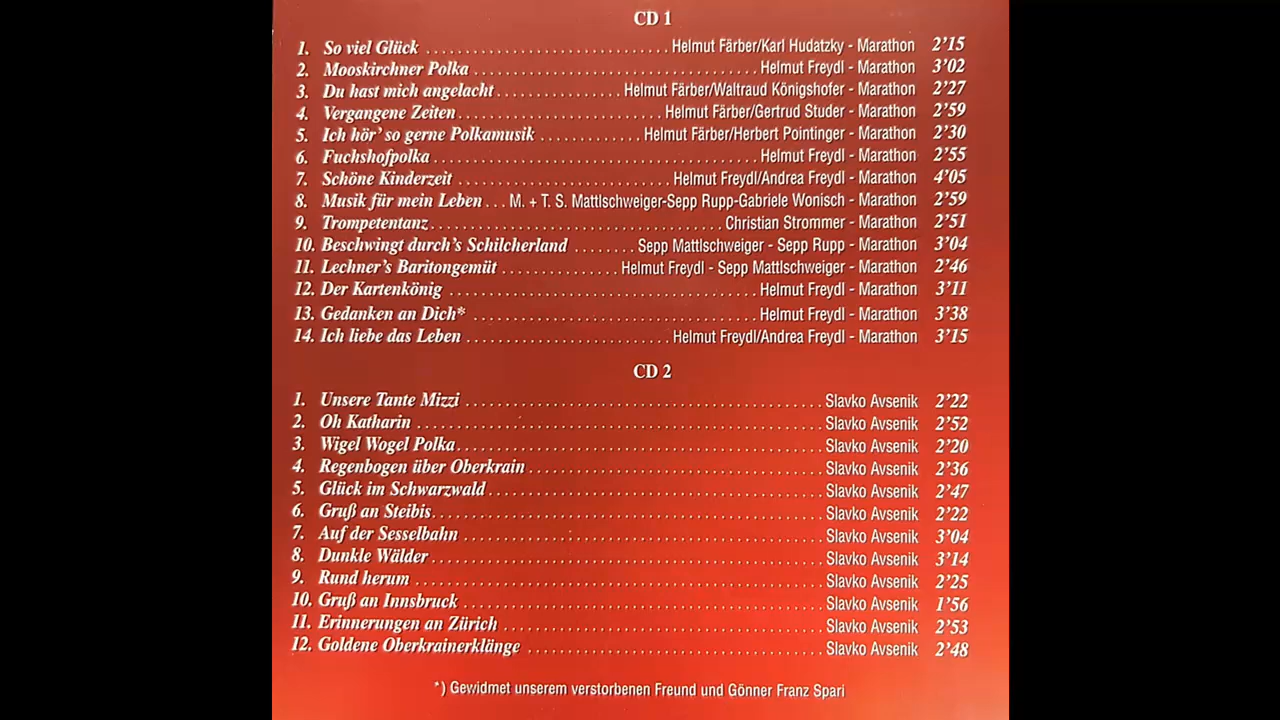 CD 1
1. So viel Glück ........ Helmut Färber/Karl Hudatzky - Marathon 2’15
2. Mooskirchner Polka ........ Helmut Freydl - Marathon 3’02
3. Du hast mich angelacht ........ Helmut Färber/Waltraud Königshofer - Marathon 2’27
4. Vergangene Zeiten ........ Helmut Färber/Gertrud Studer - Marathon 2’59
5. Ich hör’ so gerne Polkamusik ........ Helmut Färber/Herbert Pointinger - Marathon 2’30
6. Fuchshofpolka ........ Helmut Freydl - Marathon 2’55
7. Schöne Kinderzeit ........ Helmut Freydl/Andrea Freydl - Marathon 4’05
8. Musik für mein Leben ... M. + T. S. Mattlschweiger-Sepp Rupp-Gabriele Wonisch - Marathon 2’59
9. Trompetentanz ........ Christian Strommer - Marathon 2’51
10. Beschwingt durch’s Schilcherland ........ Sepp Mattlschweiger - Sepp Rupp - Marathon 3’04
11. Lechner’s Baritongemüt ........ Helmut Freydl - Sepp Mattlschweiger - Marathon 2’46
12. Der Kartenkönig ........ Helmut Freydl - Marathon 3’11
13. Gedanken an Dich* ........ Helmut Freydl - Marathon 3’38
14. Ich liebe das Leben ........ Helmut Freydl/Andrea Freydl - Marathon 3’15
CD 2
1. Unsere Tante Mizzi ........ Slavko Avsenik 2’22
2. Oh Katharin ........ Slavko Avsenik 2’52
3. Wigel Wogel Polka ........ Slavko Avsenik 2’20
4. Regenbogen über Oberkrain ........ Slavko Avsenik 2’36
5. Glück im Schwarzwald ........ Slavko Avsenik 2’47
6. Gruß an Steibis ........ Slavko Avsenik 2’22
7. Auf der Sesselbahn ........ Slavko Avsenik 3’04
8. Dunkle Wälder ........ Slavko Avsenik 3’14
9. Rund herum ........ Slavko Avsenik 2’25
10. Gruß an Innsbruck ........ Slavko Avsenik 1’56
11. Erinnerungen an Zürich ........ Slavko Avsenik 2’53
12. Goldene Oberkrainerklänge ........ Slavko Avsenik 2’48
*) Gewidmet unserem verstorbenen Freund und Gönner Franz Spari